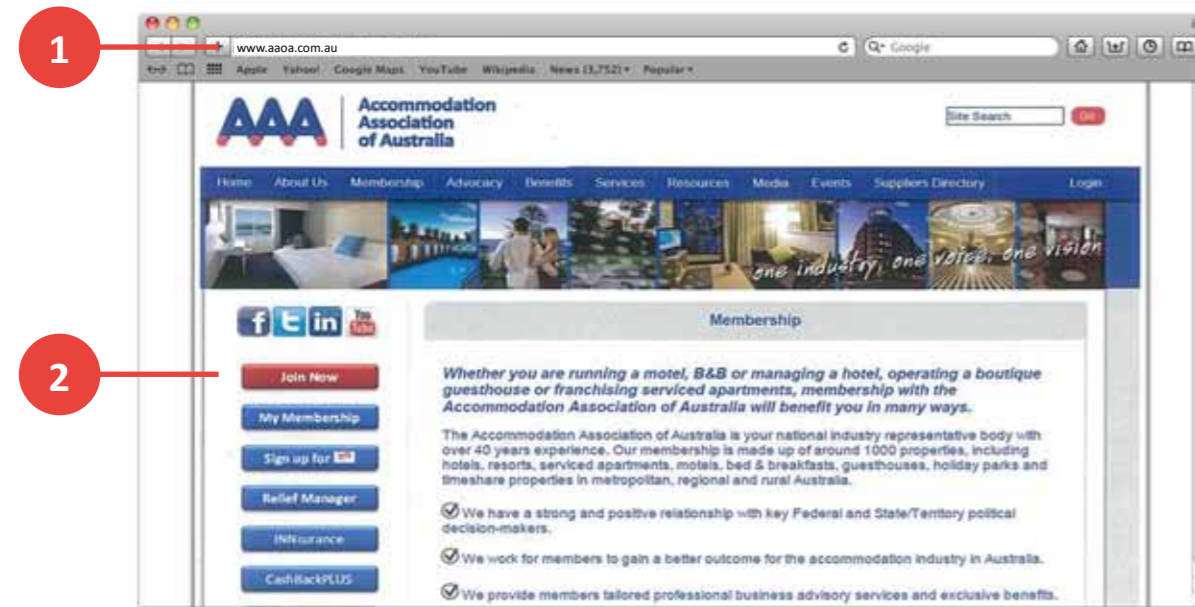 1
www.aaoa.com.au
Google
Apple Yahoo! Google Maps YouTube Wikipedia News (3,752) Popular
AAA
Accommodation
Association
of Australia
Site Search
Go
Home About Us Membership Advocacy Benefits Services Resources Media Events Suppliers Directory Login
one industry, one voice, one vision
f t in You Tube
Membership
2
Join Now
My Membership
Sign up for
Relief Manager
INNsurance
CashBackPLUS
Whether you are running a motel, B&B or managing a hotel, operating a boutique
guesthouse or franchising serviced apartments, membership with the
Accommodation Association of Australia will benefit you in many ways.
The Accommodation Association of Australia is your national industry representative body with
over 40 years experience. Our membership is made up of around 1000 properties, including
hotels, resorts, serviced apartments, motels, bed & breakfasts, guesthouses, holiday parks and
timeshare properties in metropolitan, regional and rural Australia.
We have a strong and positive relationship with key Federal and State/Territory political
decision-makers.
We work for members to gain a better outcome for the accommodation industry in Australia.
We provide members tailored professional business advisory services and exclusive benefits.